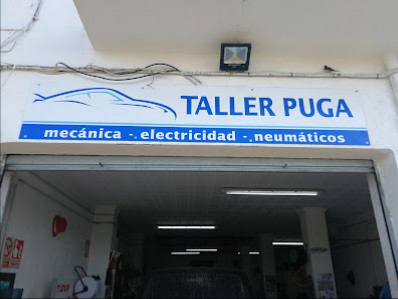 TALLER PUGA
mecánica -. electricidad -. neumáticos